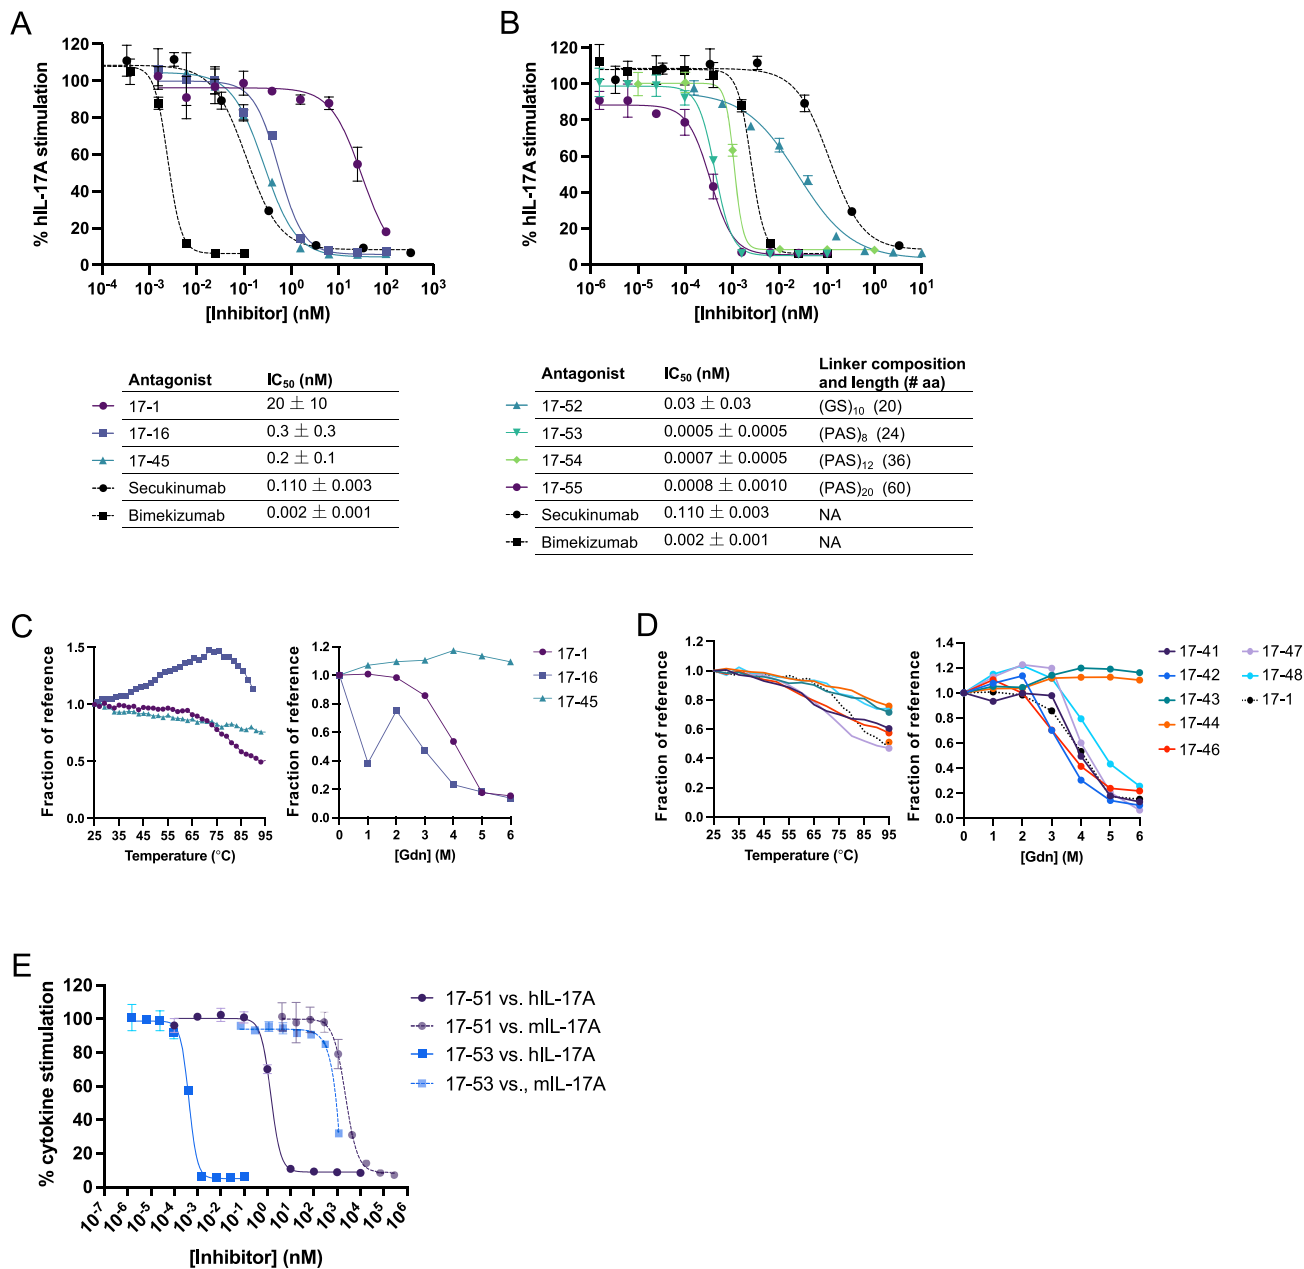 A
B
% hIL-17A stimulation
120
100
80
60
40
20
0
10⁻⁴ 10⁻³ 10⁻² 10⁻¹ 10⁰ 10¹ 10² 10³
[Inhibitor] (nM)
% hIL-17A stimulation
120
100
80
60
40
20
0
10⁻⁶ 10⁻⁵ 10⁻⁴ 10⁻³ 10⁻² 10⁻¹ 10⁰ 10¹
[Inhibitor] (nM)
Antagonist IC₅₀ (nM)
17-1 20 ± 10
17-16 0.3 ± 0.3
17-45 0.2 ± 0.1
Secukinumab 0.110 ± 0.003
Bimekizumab 0.002 ± 0.001
Antagonist IC₅₀ (nM) Linker composition
and length (# aa)
17-52 0.03 ± 0.03 (GS)₁₀ (20)
17-53 0.0005 ± 0.0005 (PAS)₈ (24)
17-54 0.0007 ± 0.0005 (PAS)₁₂ (36)
17-55 0.0008 ± 0.0010 (PAS)₂₀ (60)
Secukinumab 0.110 ± 0.003 NA
Bimekizumab 0.002 ± 0.001 NA
C
Fraction of reference
1.5
1.0
0.5
0.0
25 35 45 55 65 75 85 95
Temperature (°C)
Fraction of reference
1.2
1.0
0.8
0.6
0.4
0.2
0.0
0 1 2 3 4 5 6
[Gdn] (M)
17-1
17-16
17-45
D
Fraction of reference
1.2
1.0
0.8
0.6
0.4
0.2
0.0
25 35 45 55 65 75 85 95
Temperature (°C)
Fraction of reference
1.4
1.2
1.0
0.8
0.6
0.4
0.2
0.0
0 1 2 3 4 5 6
[Gdn] (M)
17-41 17-47
17-42 17-48
17-43 17-1
17-44
17-46
E
% cytokine stimulation
120
100
80
60
40
20
0
10⁻⁷ 10⁻⁶ 10⁻⁵ 10⁻⁴ 10⁻³ 10⁻² 10⁻¹ 10⁰ 10¹ 10² 10³ 10⁴ 10⁵ 10⁶
[Inhibitor] (nM)
17-51 vs. hIL-17A
17-51 vs. mIL-17A
17-53 vs. hIL-17A
17-53 vs., mIL-17A